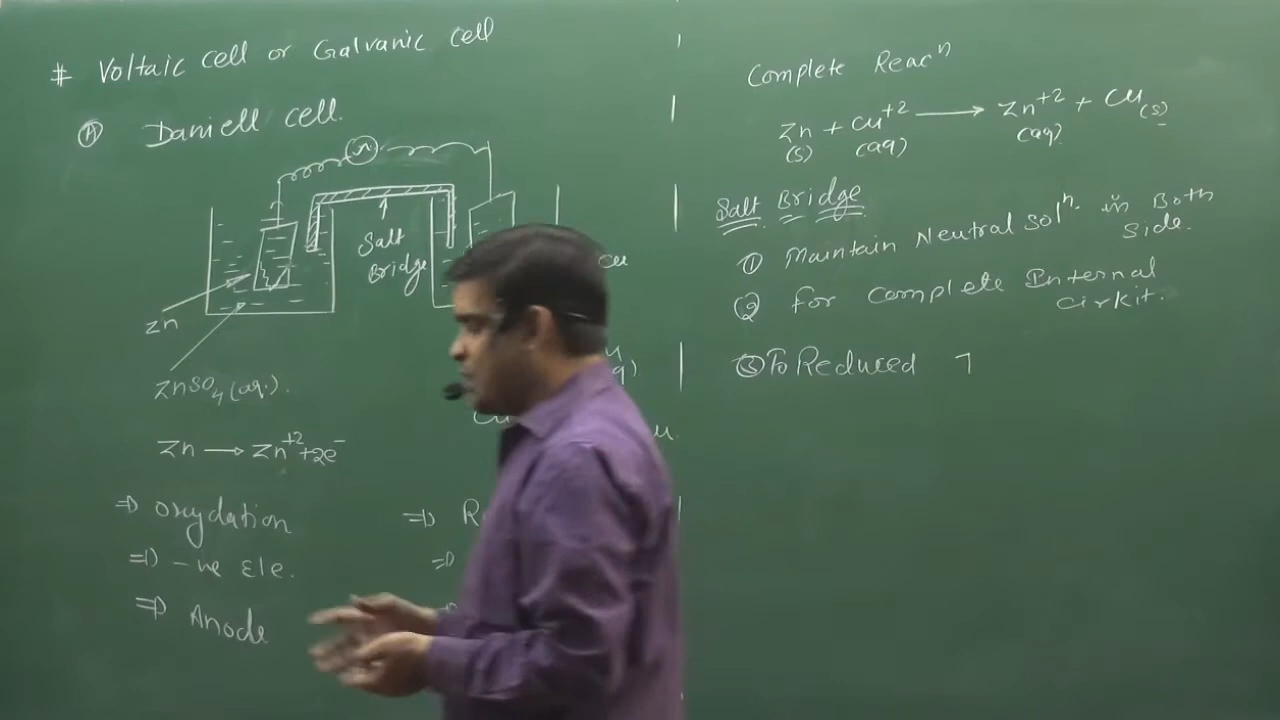 # Voltaic cell or Galvanic cell
Ⓐ Daniell cell.
Salt
Bridge
Zn
ZnSO4 (aq.)
Zn → Zn+2 +2e-
⇒ oxydation
⇒ -ve Ele.
⇒ Anode
cu
⇒ R
Complete Reacn
Zn + Cu+2 → Zn+2 + Cu(s)
(s) (aq) (aq)
Salt Bridge
① Maintain Neutral Soln. in Both
Side.
② for complete Internal
cirkit.
③ To Reduced